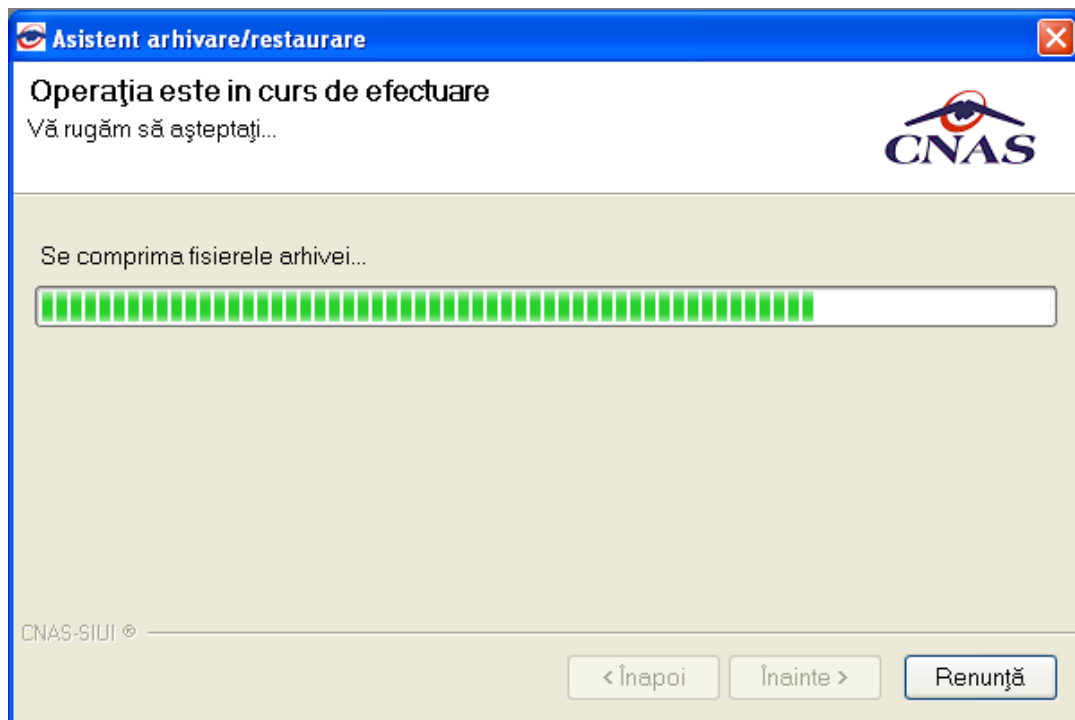 Asistent arhivare/restaurare
Operaţia este in curs de efectuare
Vă rugăm să aşteptaţi...
CNAS
Se comprima fisierele arhivei...
CNAS-SIUI ®
< Înapoi
Înainte >
Renunţă